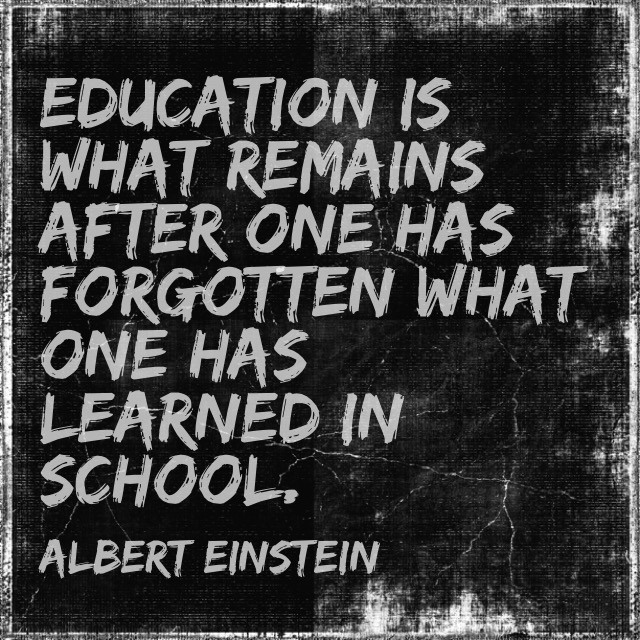 EDUCATION IS
WHAT REMAINS
AFTER ONE HAS
FORGOTTEN WHAT
ONE HAS
LEARNED IN
SCHOOL.
ALBERT EINSTEIN